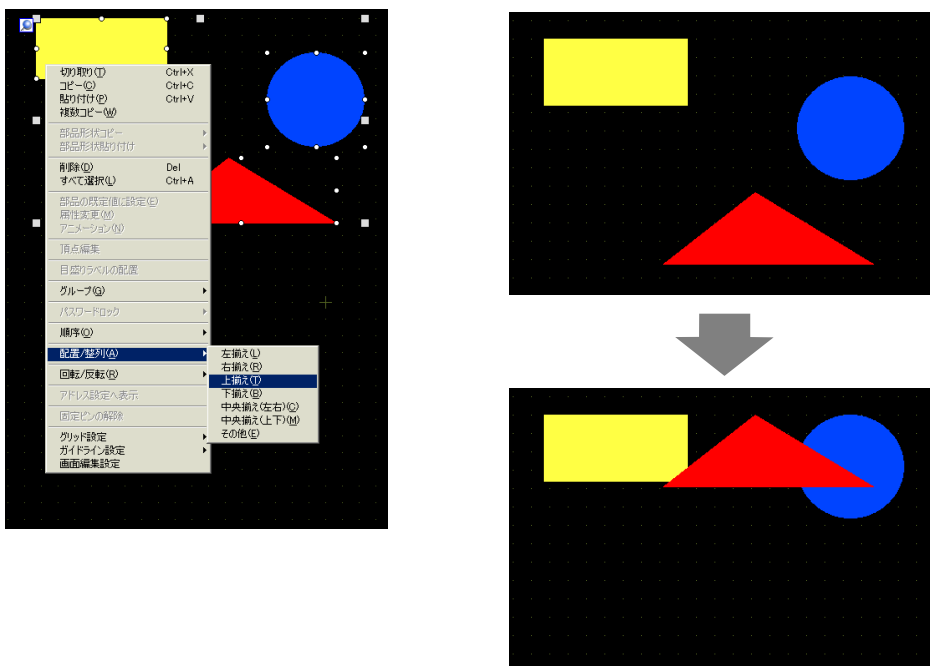 切り取り(T) Ctrl+X
コピー(C) Ctrl+C
貼り付け(P) Ctrl+V
複数コピー(W)
部品形状コピー
部品形状貼り付け
削除(D) Del
すべて選択(L) Ctrl+A
部品の既定値に設定(E)
属性変更(M)
アニメーション(N)
頂点編集
目盛りラベルの配置
グループ(G)
パスワードロック
順序(O)
配置/整列(A)
回転/反転(R)
アドレス設定へ表示
固定ピンの解除
グリッド設定
ガイドライン設定
画面編集設定
左揃え(L)
右揃え(R)
上揃え(T)
下揃え(B)
中央揃え(左右)(C)
中央揃え(上下)(M)
その他(E)